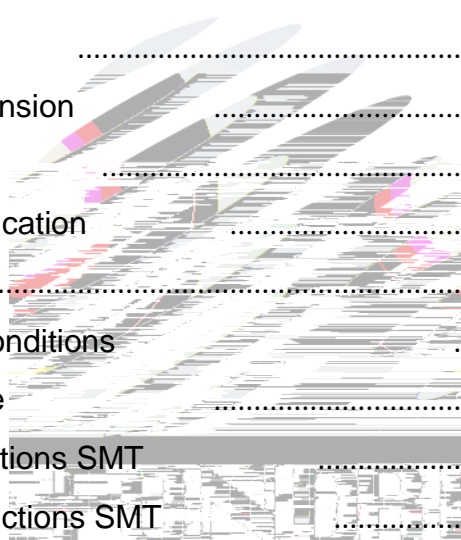 ..............................................
nsion ..............................
.............................................
cation ............................
.........................................................
onditions .
e ..............................
tions SMT .................
ctions SMT ...............